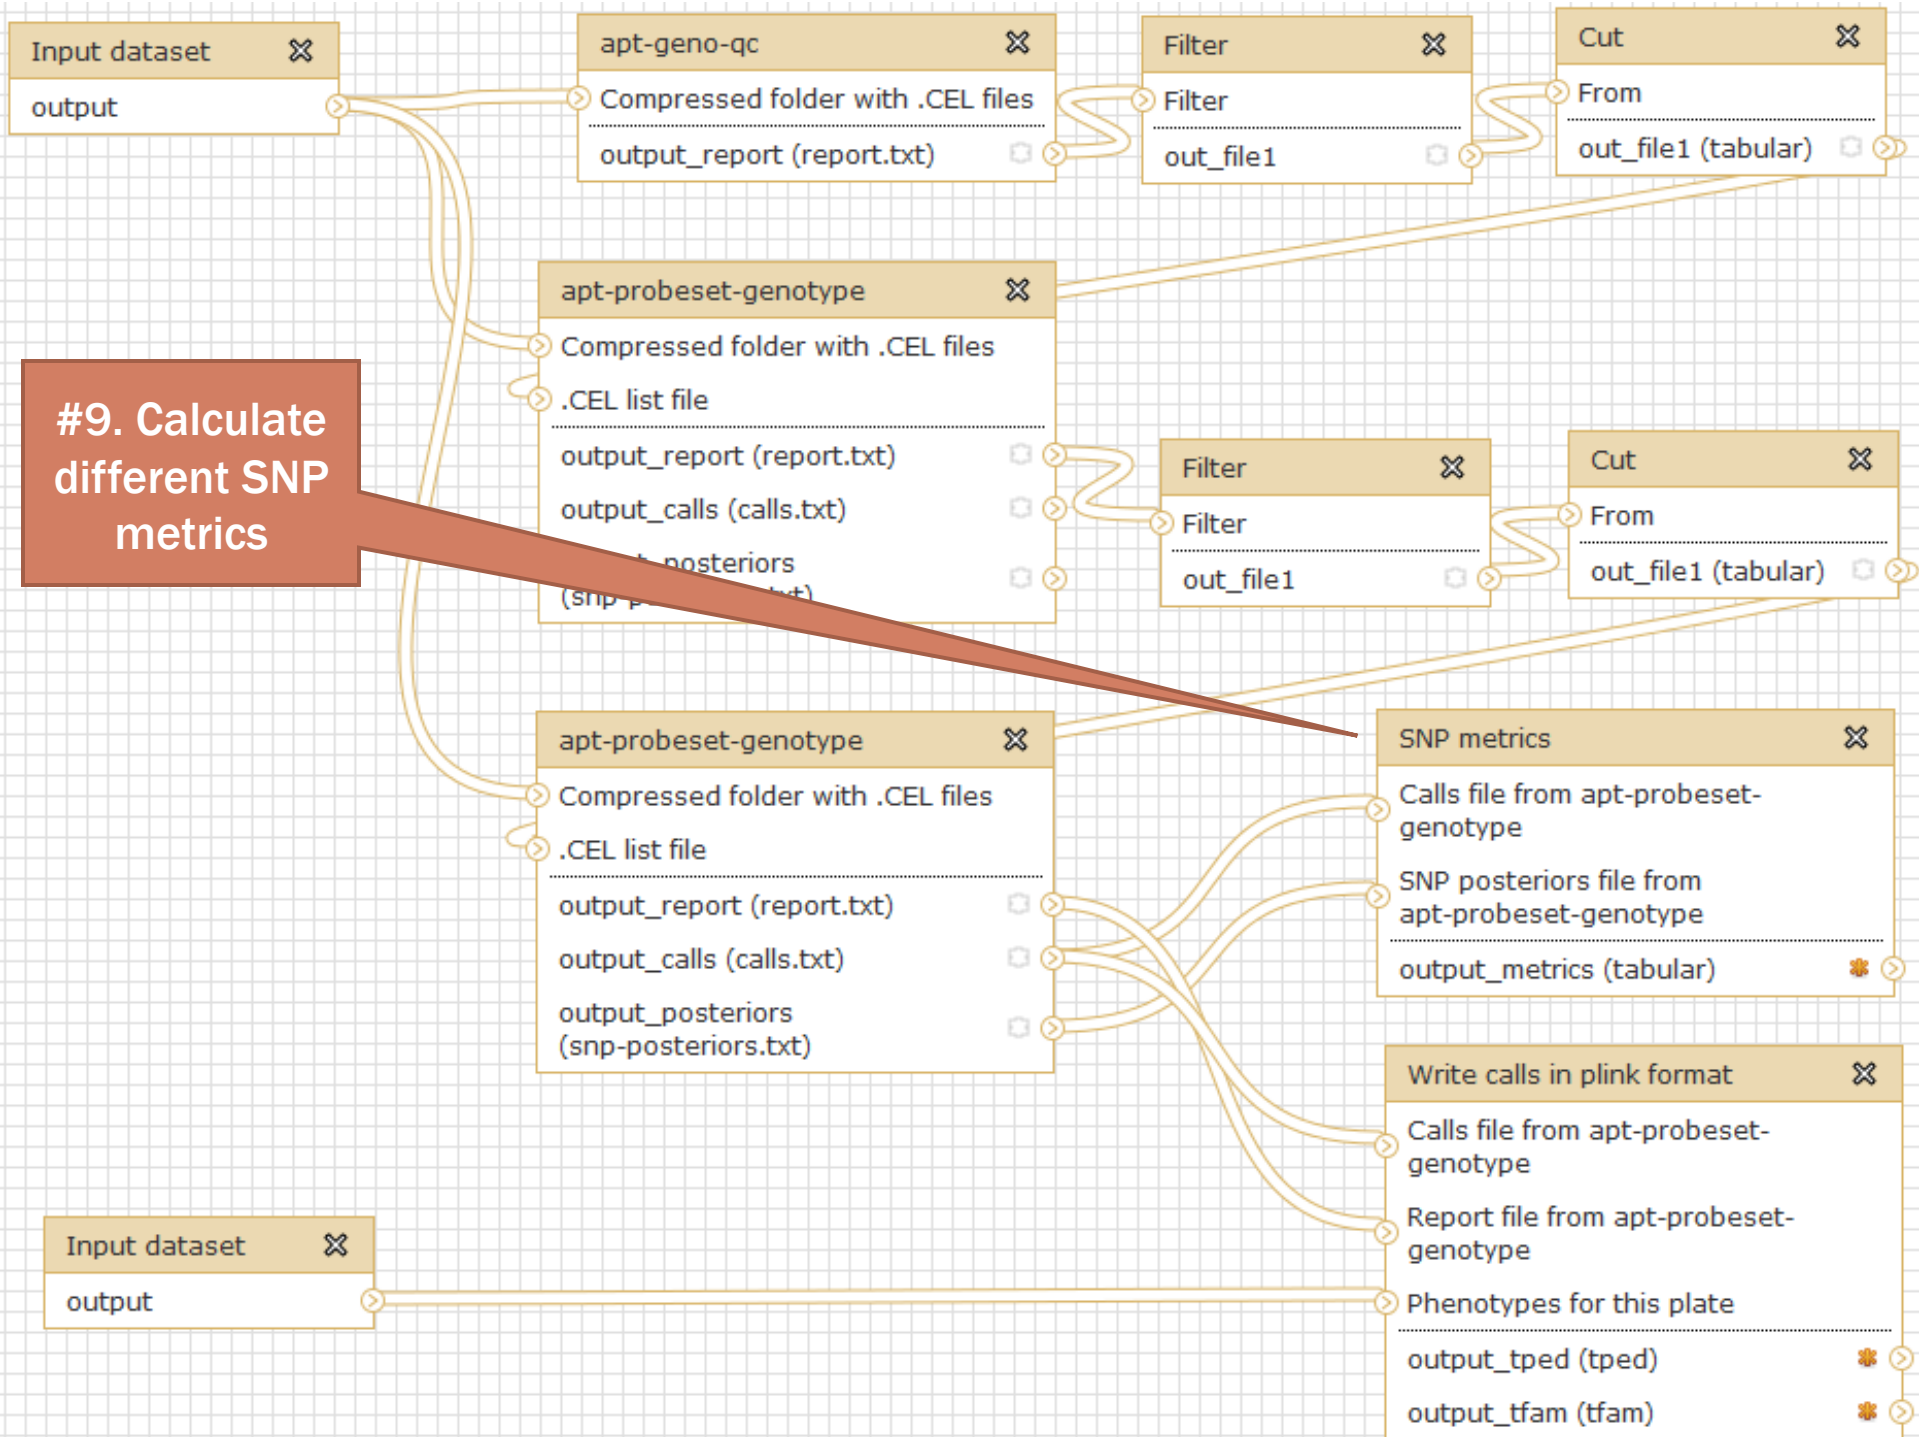 Input dataset
output
apt-geno-qc
Compressed folder with .CEL files
output_report (report.txt)
Filter
Filter
out_file1
Cut
From
out_file1 (tabular)
apt-probeset-genotype
Compressed folder with .CEL files
.CEL list file
output_report (report.txt)
output_calls (calls.txt)
posteriors
#9. Calculate
different SNP
metrics
Filter
Filter
out_file1
Cut
From
out_file1 (tabular)
apt-probeset-genotype
Compressed folder with .CEL files
.CEL list file
output_report (report.txt)
output_calls (calls.txt)
output_posteriors
(snp-posteriors.txt)
SNP metrics
Calls file from apt-probeset-
genotype
SNP posteriors file from
apt-probeset-genotype
output_metrics (tabular)
Write calls in plink format
Calls file from apt-probeset-
genotype
Report file from apt-probeset-
genotype
Phenotypes for this plate
output_tped (tped)
output_tfam (tfam)
Input dataset
output